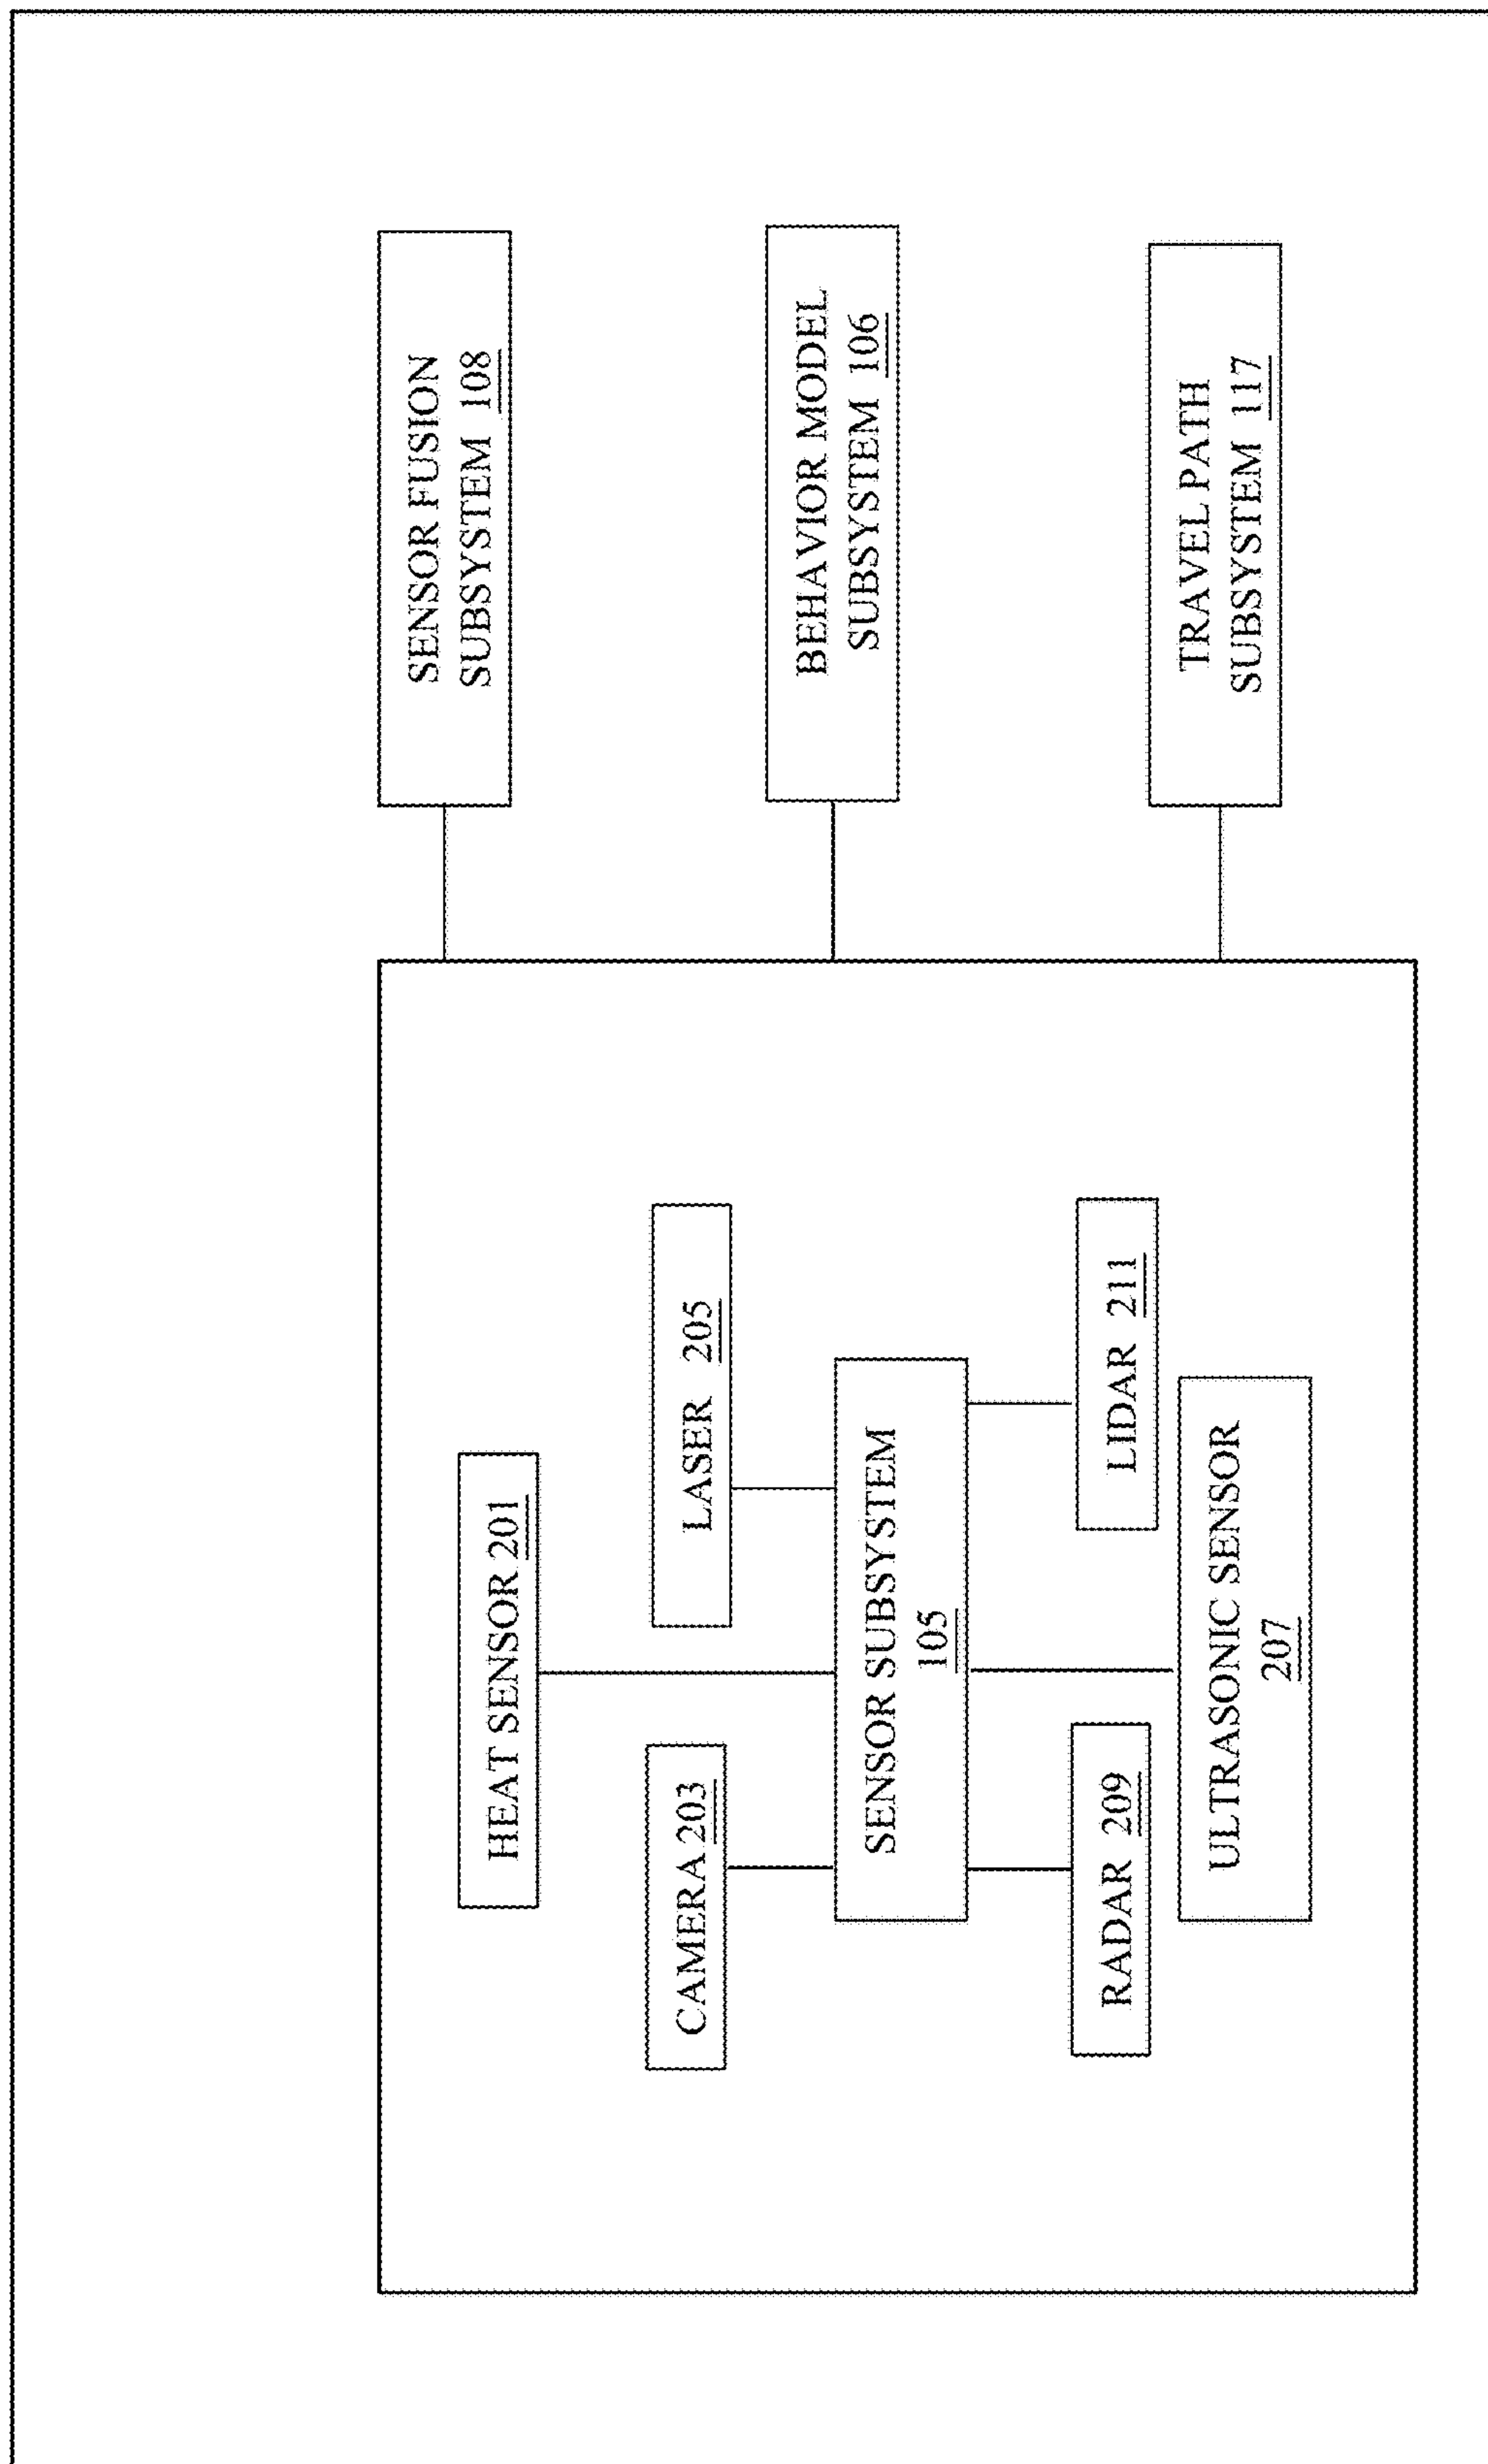 HEAT SENSOR 201
CAMERA 203
LASER 205
SENSOR SUBSYSTEM
105
RADAR 209
LIDAR 211
ULTRASONIC SENSOR
207
SENSOR FUSION
SUBSYSTEM 108
BEHAVIOR MODEL
SUBSYSTEM 106
TRAVEL PATH
SUBSYSTEM 117